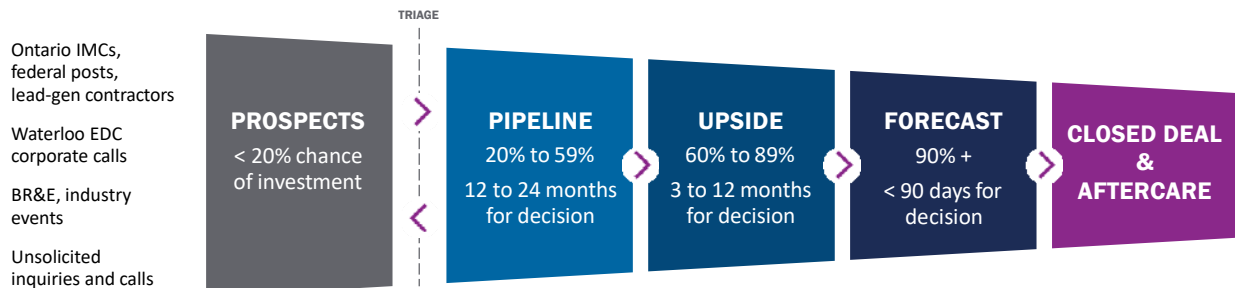 TRIAGE
Ontario IMCs,
federal posts,
lead-gen contractors
Waterloo EDC
corporate calls
BR&E, industry
events
Unsolicited
inquiries and calls
PROSPECTS
< 20% chance
of investment
PIPELINE
20% to 59%
12 to 24 months
for decision
UPSIDE
60% to 89%
3 to 12 months
for decision
FORECAST
90% +
< 90 days for
decision
CLOSED DEAL
&
AFTERCARE